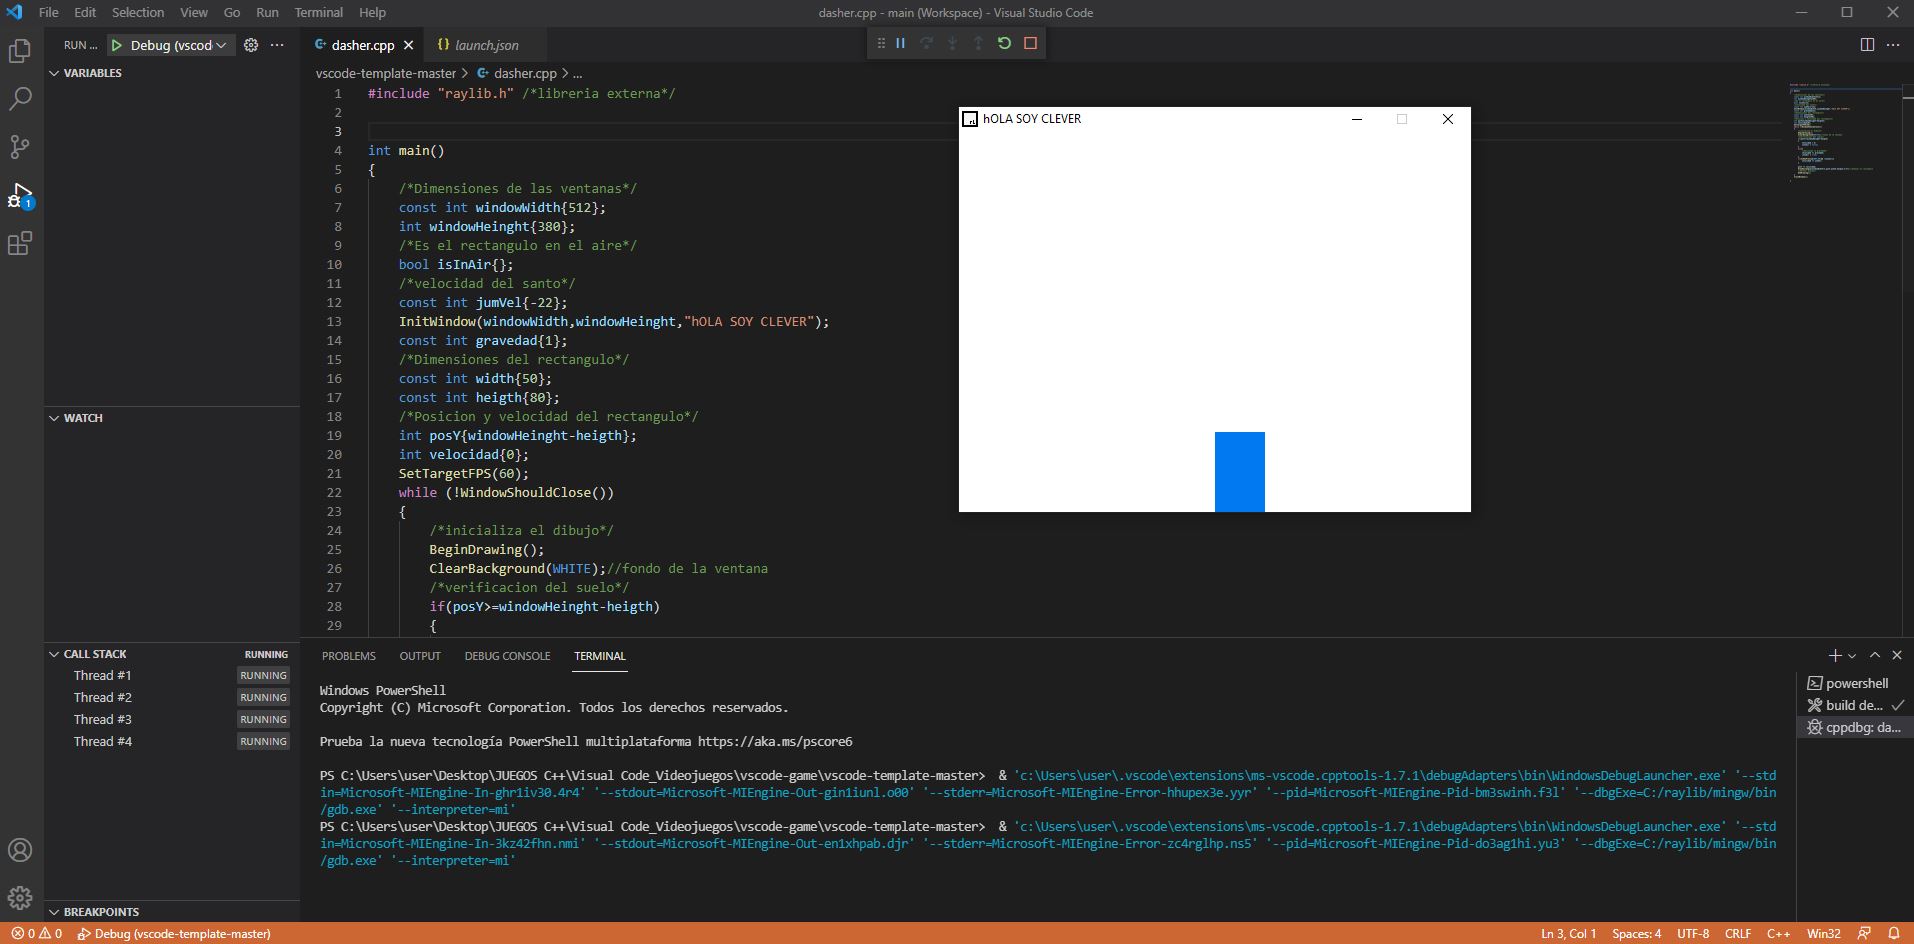 File Edit Selection View Go Run Terminal Help
dasher.cpp - main (Workspace) - Visual Studio Code
RUN ... Debug (vscod
dasher.cpp
{} launch.json
vscode-template-master > dasher.cpp > ...
VARIABLES
WATCH
CALL STACK RUNNING
Thread #1 RUNNING
Thread #2 RUNNING
Thread #3 RUNNING
Thread #4 RUNNING
BREAKPOINTS
1
1 #include "raylib.h" /*libreria externa*/
2
3
4 int main()
5 {
6 /*Dimensiones de las ventanas*/
7 const int windowWidth{512};
8 int windowHeinght{380};
9 /*Es el rectangulo en el aire*/
10 bool isInAir{};
11 /*velocidad del santo*/
12 const int jumVel{-22};
13 InitWindow(windowWidth,windowHeinght,"hOLA SOY CLEVER");
14 const int gravedad{1};
15 /*Dimensiones del rectangulo*/
16 const int width{50};
17 const int heigth{80};
18 /*Posicion y velocidad del rectangulo*/
19 int posY{windowHeinght-heigth};
20 int velocidad{0};
21 SetTargetFPS(60);
22 while (!WindowShouldClose())
23 {
24 /*inicializa el dibujo*/
25 BeginDrawing();
26 ClearBackground(WHITE);//fondo de la ventana
27 /*verificacion del suelo*/
28 if(posY>=windowHeinght-heigth)
29 {
hOLA SOY CLEVER
PROBLEMS OUTPUT DEBUG CONSOLE TERMINAL
Windows PowerShell
Copyright (C) Microsoft Corporation. Todos los derechos reservados.
Prueba la nueva tecnología PowerShell multiplataforma https://aka.ms/pscore6
PS C:\Users\user\Desktop\JUEGOS C++\Visual Code_Videojuegos\vscode-game\vscode-template-master> & 'c:\Users\user\.vscode\extensions\ms-vscode.cpptools-1.7.1\debugAdapters\bin\WindowsDebugLauncher.exe' '--std
in=Microsoft-MIEngine-In-ghr1iv30.4r4' '--stdout=Microsoft-MIEngine-Out-gin1iunl.o00' '--stderr=Microsoft-MIEngine-Error-hhupex3e.yyr' '--pid=Microsoft-MIEngine-Pid-bm3swinh.f3l' '--dbgExe=C:/raylib/mingw/bin
/gdb.exe' '--interpreter=mi'
PS C:\Users\user\Desktop\JUEGOS C++\Visual Code_Videojuegos\vscode-game\vscode-template-master> & 'c:\Users\user\.vscode\extensions\ms-vscode.cpptools-1.7.1\debugAdapters\bin\WindowsDebugLauncher.exe' '--std
in=Microsoft-MIEngine-In-3kz42fhn.nmi' '--stdout=Microsoft-MIEngine-Out-en1xhpab.djr' '--stderr=Microsoft-MIEngine-Error-zc4rglhp.ns5' '--pid=Microsoft-MIEngine-Pid-do3ag1hi.yu3' '--dbgExe=C:/raylib/mingw/bin
/gdb.exe' '--interpreter=mi'
powershell
build de...
cppdbg: da...
0 0 Debug (vscode-template-master)
Ln 3, Col 1 Spaces: 4 UTF-8 CRLF C++ Win32